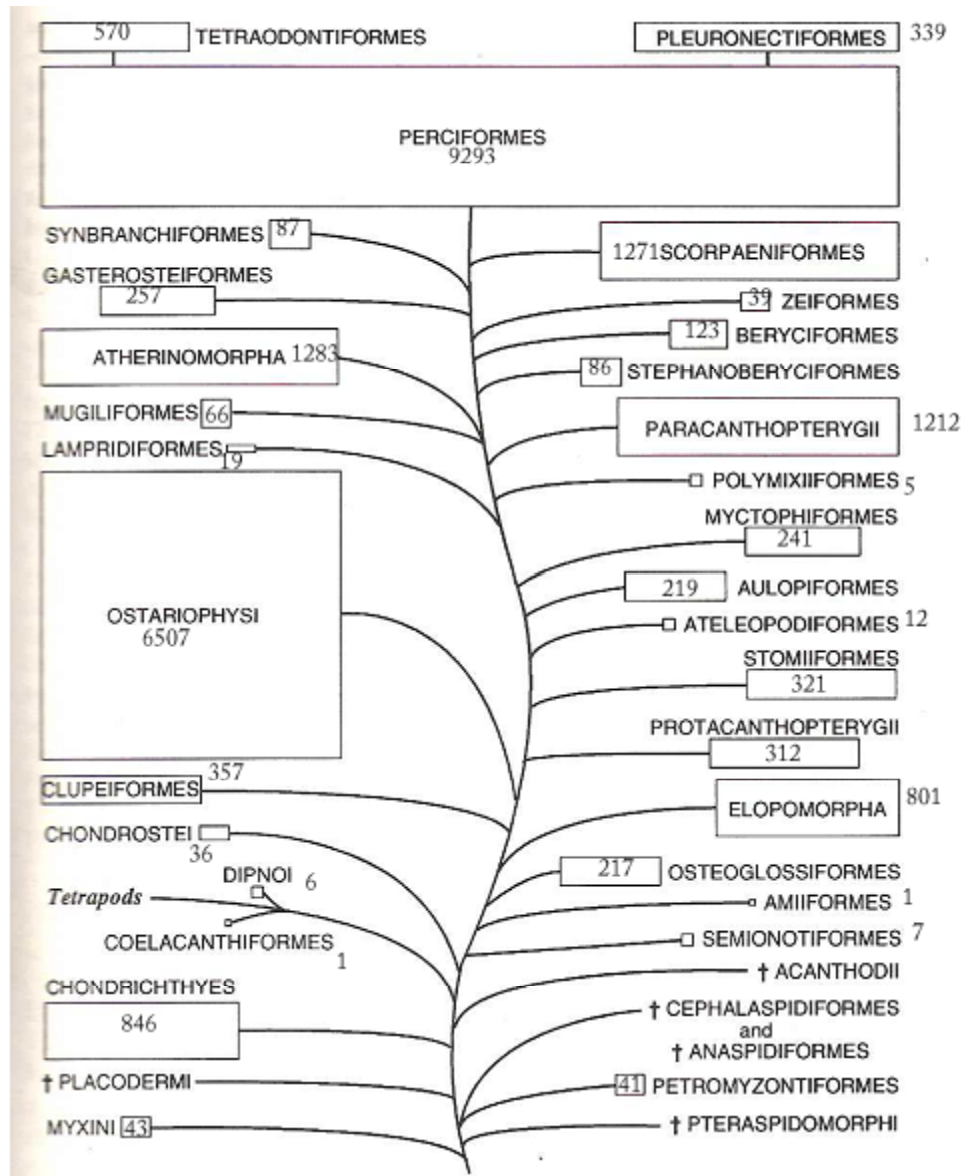 570 TETRAODONTIFORMES
PLEURONECTIFORMES 339
PERCIFORMES
9293
SYNBRANCHIFORMES 87
1271 SCORPAENIFORMES
GASTEROSTEIFORMES
257
39 ZEIFORMES
123 BERYCIFORMES
ATHERINOMORPHA 1283
86 STEPHANOBERYCIFORMES
MUGILIFORMES 66
PARACANTHOPTERYGII 1212
LAMPRIDIFORMES
19
POLYMIXIIFORMES 5
MYCTOPHIFORMES
241
219 AULOPIFORMES
OSTARIOPHYSI
6507
ATELEOPODIFORMES 12
STOMIIFORMES
321
PROTACANTHOPTERYGII
312
CLUPEIFORMES 357
ELOPOMORPHA 801
CHONDROSTEI
36
217 OSTEOGLOSSIFORMES
DIPNOI 6
Tetrapods
AMIIFORMES 1
COELACANTHIFORMES
1
SEMIONOTIFORMES 7
† ACANTHODII
CHONDRICHTHYES
846
† CEPHALASPIDIFORMES
and
† ANASPIDIFORMES
† PLACODERMI
41 PETROMYZONTIFORMES
MYXINI 43
† PTERASPIDOMORPHI